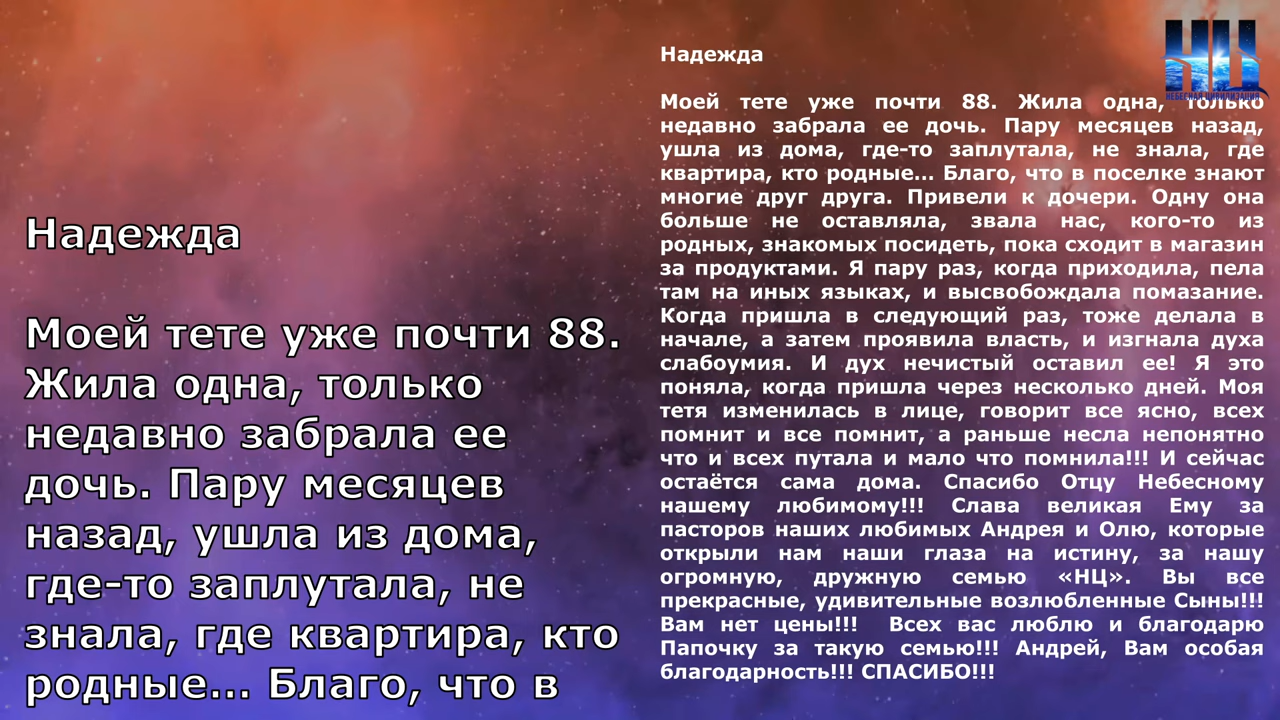 Надежда
Моей тете уже почти 88.
Жила одна, только
недавно забрала ее
дочь. Пару месяцев
назад, ушла из дома,
где-то заплутала, не
знала, где квартира, кто
родные... Благо, что в
Надежда
Моей тете уже почти 88. Жила одна, только
недавно забрала ее дочь. Пару месяцев назад,
ушла из дома, где-то заплутала, не знала, где
квартира, кто родные... Благо, что в поселке знают
многие друг друга. Привели к дочери. Одну она
больше не оставляла, звала нас, кого-то из
родных, знакомых посидеть, пока сходит в магазин
за продуктами. Я пару раз, когда приходила, пела
там на иных языках, и высвобождала помазание.
Когда пришла в следующий раз, тоже делала в
начале, а затем проявила власть, и изгнала духа
слабоумия. И дух нечистый оставил ее! Я это
поняла, когда пришла через несколько дней. Моя
тетя изменилась в лице, говорит все ясно, всех
помнит и все помнит, а раньше несла непонятно
что и всех путала и мало что помнила!!! И сейчас
остаётся сама дома. Спасибо Отцу Небесному
нашему любимому!!! Слава великая Ему за
пасторов наших любимых Андрея и Олю, которые
открыли нам наши глаза на истину, за нашу
огромную, дружную семью «НЦ». Вы все
прекрасные, удивительные возлюбленные Сыны!!!
Вам нет цены!!! Всех вас люблю и благодарю
Папочку за такую семью!!! Андрей, Вам особая
благодарность!!! СПАСИБО!!!
НЦ
НЕБЕСНАЯ ЦИВИЛИЗАЦИЯ